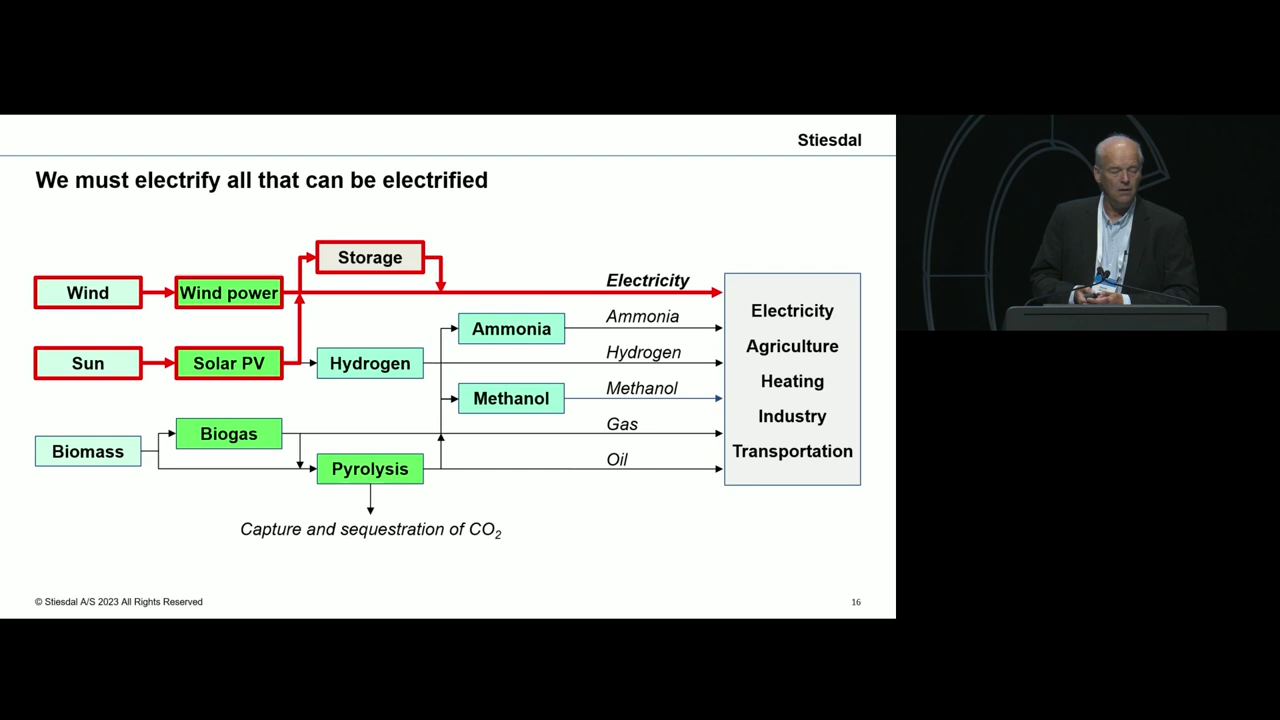 Stiesdal
We must electrify all that can be electrified
Storage
Wind
Wind power
Electricity
Ammonia
Ammonia
Sun
Solar PV
Hydrogen
Hydrogen
Methanol
Methanol
Biomass
Biogas
Gas
Pyrolysis
Oil
Capture and sequestration of CO₂
Electricity
Agriculture
Heating
Industry
Transportation
© Stiesdal A/S 2023 All Rights Reserved
16